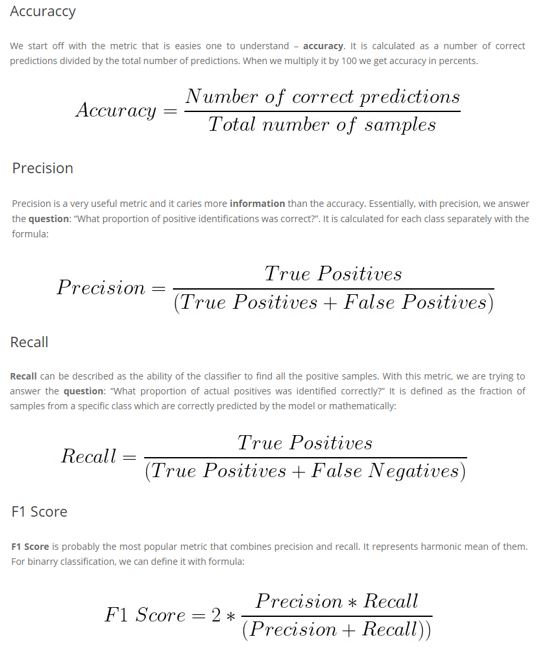 Accuraccy
We start off with the metric that is easies one to understand – accuracy. It is calculated as a number of correct
predictions divided by the total number of predictions. When we multiply it by 100 we get accuracy in percents.
Accuracy = Number of correct predictions / Total number of samples
Precision
Precision is a very useful metric and it caries more information than the accuracy. Essentially, with precision, we answer
the question: "What proportion of positive identifications was correct?". It is calculated for each class separately with the
formula:
Precision = True Positives / (True Positives + False Positives)
Recall
Recall can be described as the ability of the classifier to find all the positive samples. With this metric, we are trying to
answer the question: "What proportion of actual positives was identified correctly?" It is defined as the fraction of
samples from a specific class which are correctly predicted by the model or mathematically:
Recall = True Positives / (True Positives + False Negatives)
F1 Score
F1 Score is probably the most popular metric that combines precision and recall. It represents harmonic mean of them.
For binary classification, we can define it with formula:
F1 Score = 2 * Precision * Recall / (Precision + Recall))